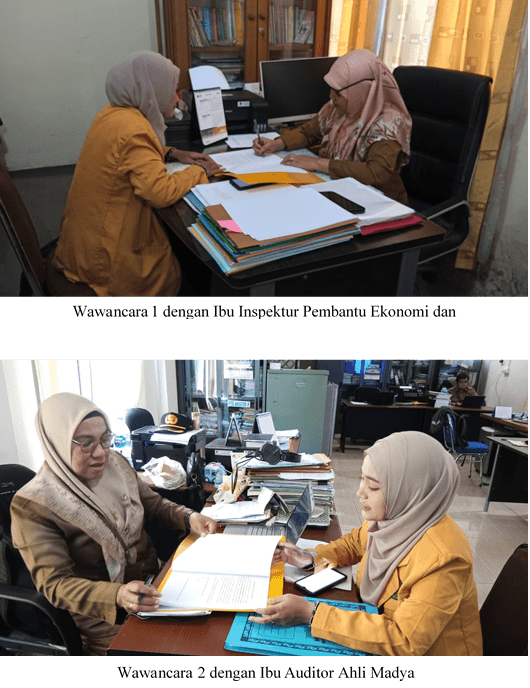 Wawancara 1 dengan Ibu Inspektur Pembantu Ekonomi dan
Wawancara 2 dengan Ibu Auditor Ahli Madya